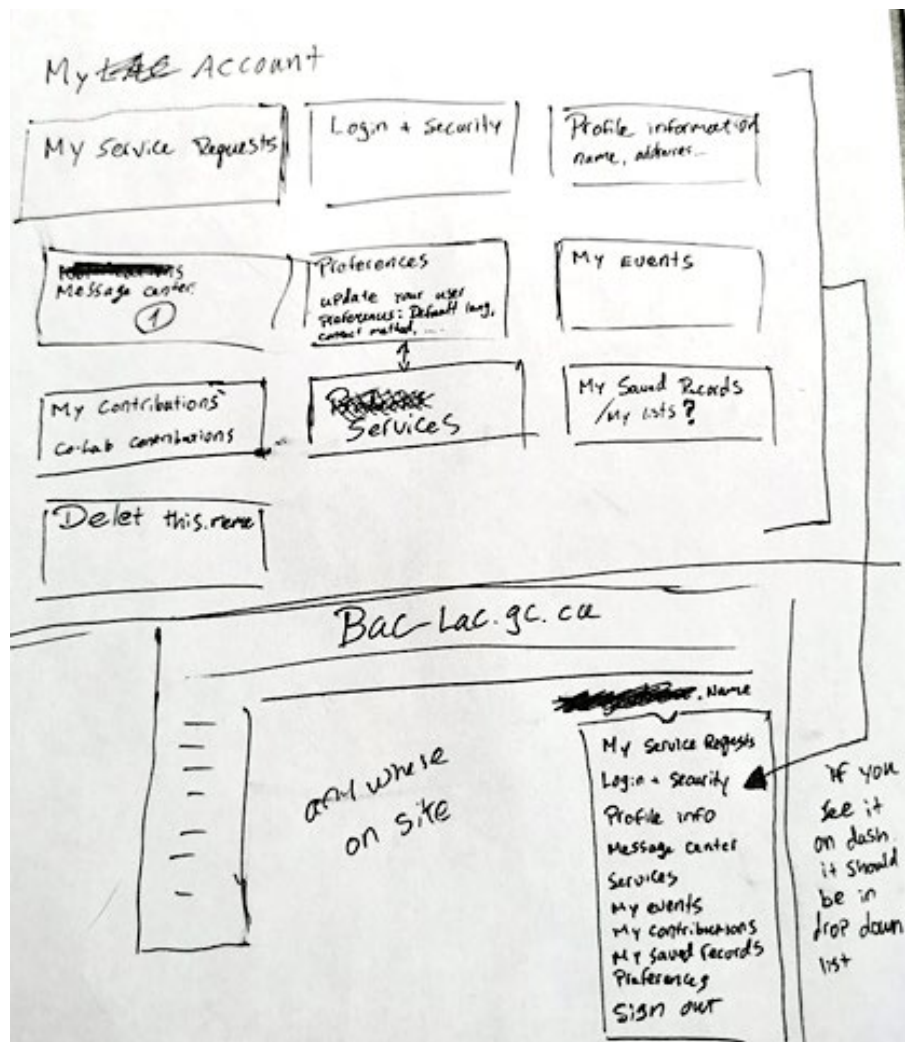 My Account
My Service Requests
Login + Security
Profile information
name, addresses...
Message center
1
Preferences
update your user
Preferences: Default lang,
contact method, ....
My Events
My Contributions
Co-Lab Contributions
Services
My Saved Records
/My lists ?
Delet this.meme
Bac-Lac.gc.ca
.Name
any where
on site
My Service Reqests
Login + Security
Profile info
Message center
Services
My events
My contributions
My saved records
Preferences
Sign out
IF you
see it
on dash
it should
be in
drop down
list